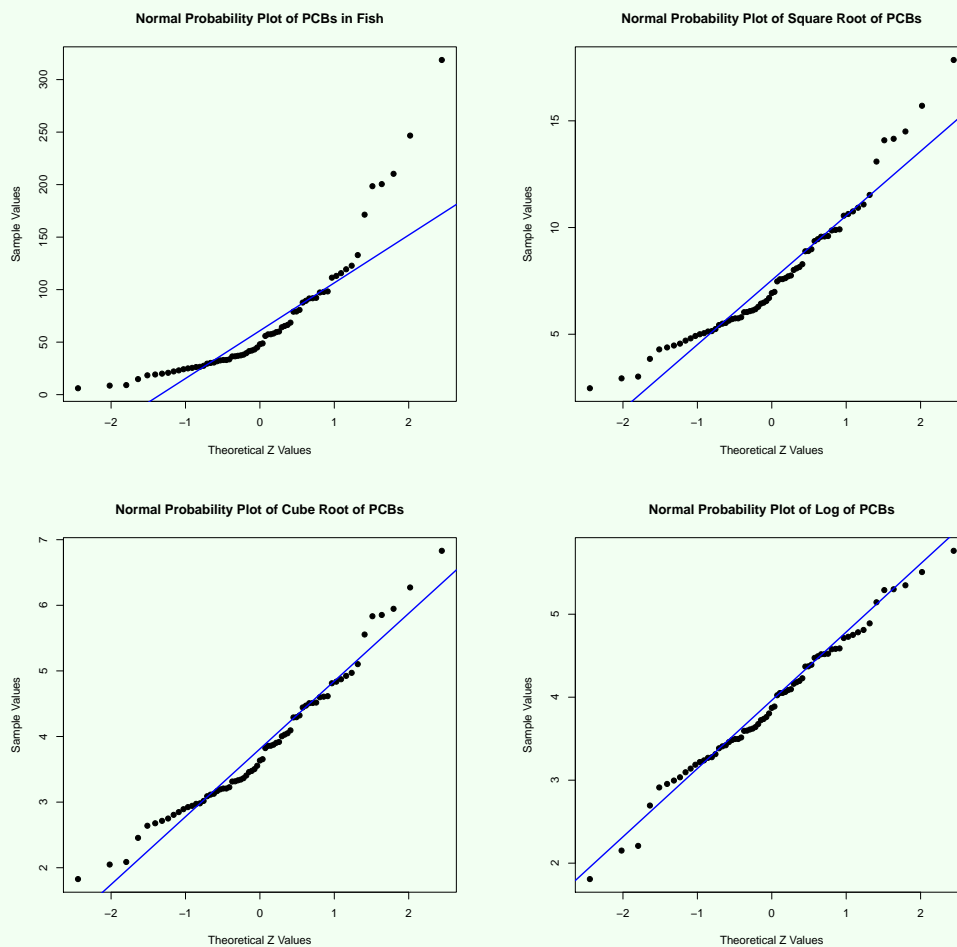 Normal Probability Plot of PCBs in Fish
Sample Values
0 50 100 150 200 250 300
−2 −1 0 1 2
Theoretical Z Values
Normal Probability Plot of Square Root of PCBs
Sample Values
5 10 15
−2 −1 0 1 2
Theoretical Z Values
Normal Probability Plot of Cube Root of PCBs
Sample Values
2 3 4 5 6 7
−2 −1 0 1 2
Theoretical Z Values
Normal Probability Plot of Log of PCBs
Sample Values
2 3 4 5
−2 −1 0 1 2
Theoretical Z Values